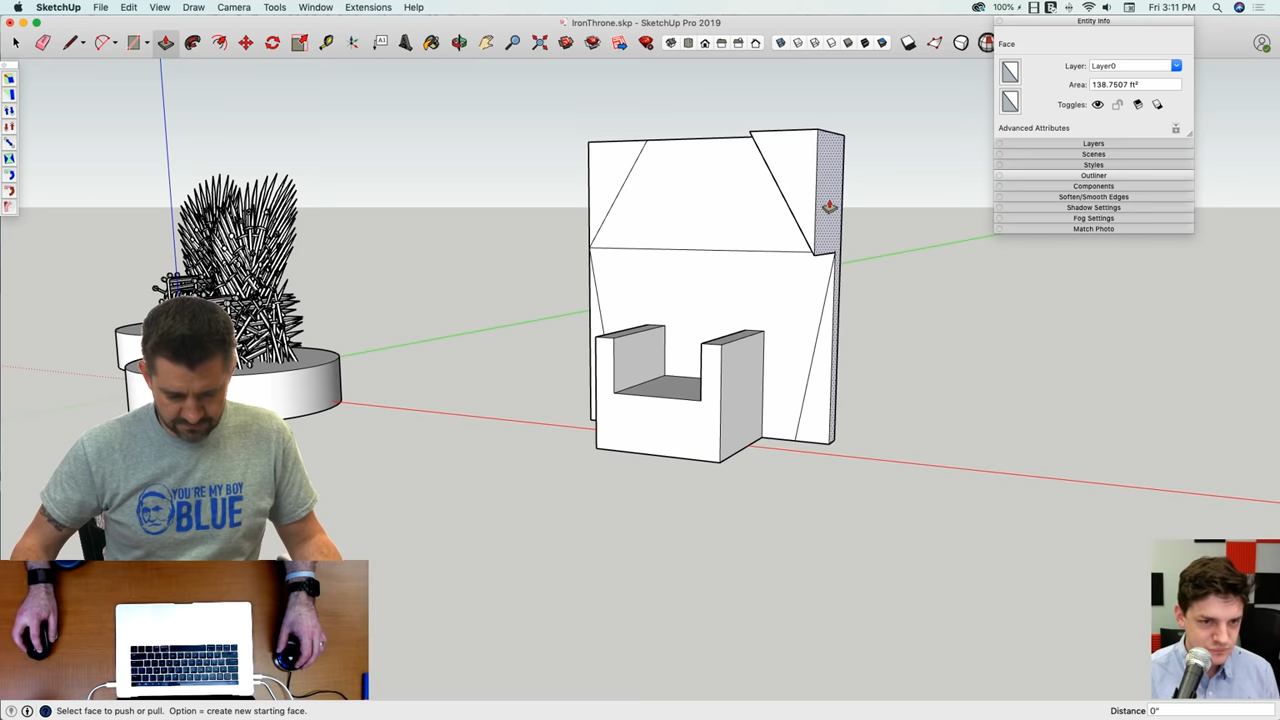 SketchUp File Edit View Draw Camera Tools Window Extensions Help 100% Fri 3:11 PM
IronThrone.skp - SketchUp Pro 2019
Entity Info
Face
Layer: Layer0
Area: 138.7507 ft²
Toggles:
Advanced Attributes
Layers
Scenes
Styles
Outliner
Components
Soften/Smooth Edges
Shadow Settings
Fog Settings
Match Photo
YOU'RE MY BOY
BLUE
Select face to push or pull. Option = create new starting face.
Distance 0"